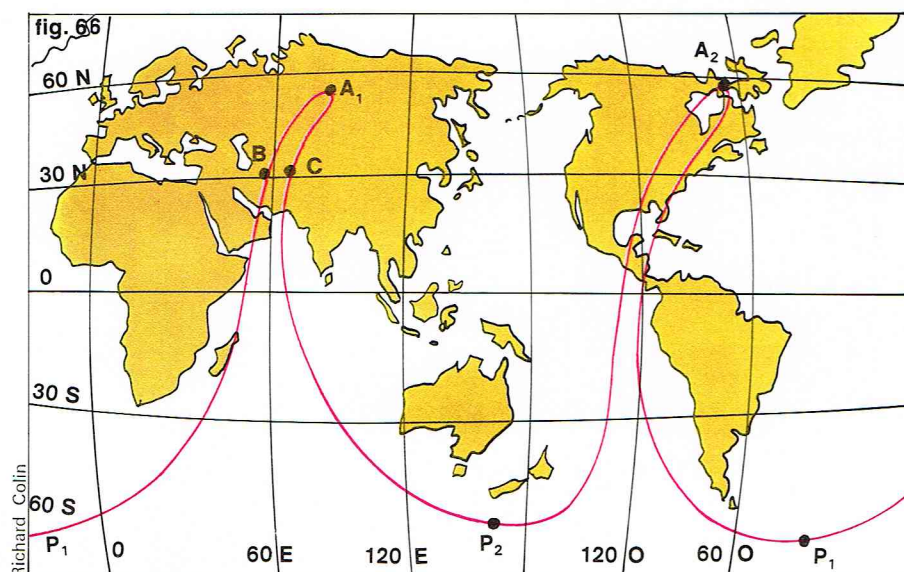 fig. 66
60 N
A₁
A₂
B
C
30 N
0
30 S
60 S
P₁
0
60 E
120 E
P₂
120 O
60 O
P₁
Richard Colin